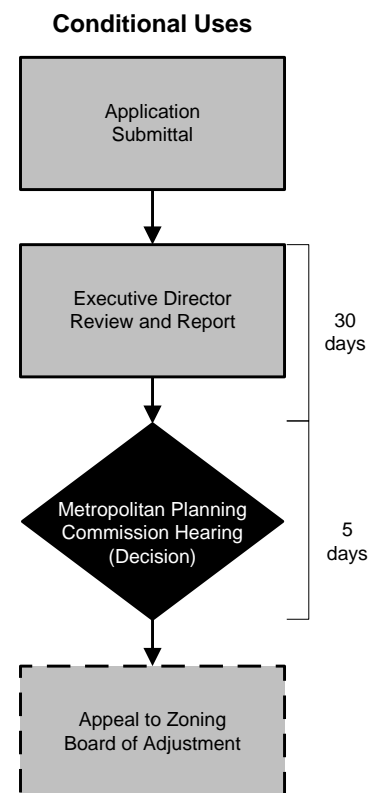 Conditional Uses
Application
Submittal
Executive Director
Review and Report
30
days
Metropolitan Planning
Commission Hearing
(Decision)
5
days
Appeal to Zoning
Board of Adjustment